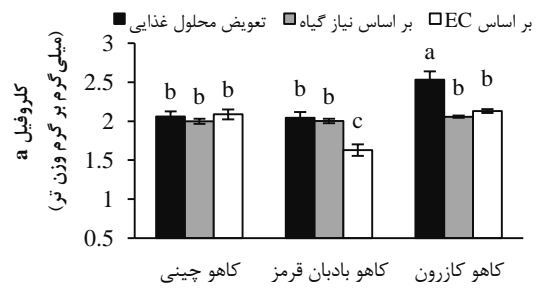 تعویض محلول غذایی بر اساس نیاز گیاه بر اساس EC
کلروفیل a
(میلی گرم بر گرم وزن تر)
3
2.5
2
1.5
1
0.5
b b b
b b c
a b b
کاهو چینی
کاهو بادبان قرمز
کاهو کازرون